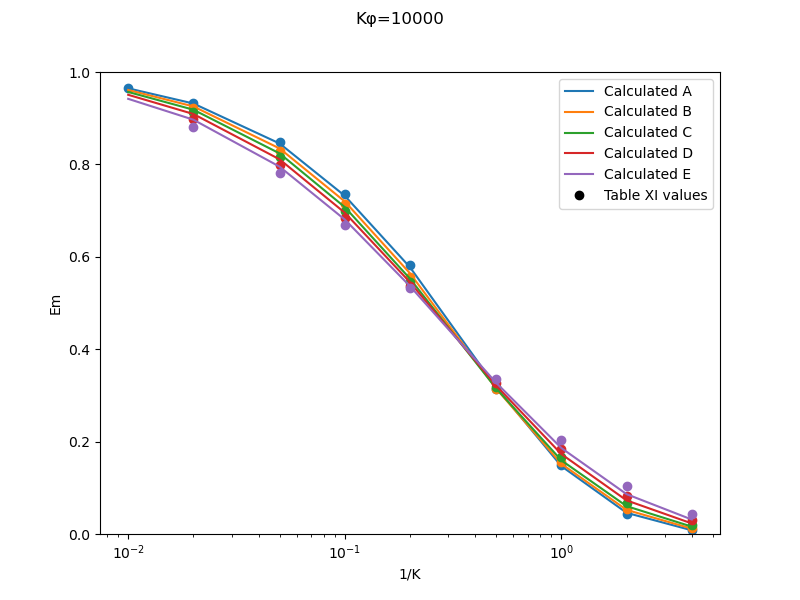 Kφ=10000
Calculated A
Calculated B
Calculated C
Calculated D
Calculated E
Table XI values
Em
1.0
0.8
0.6
0.4
0.2
0.0
10⁻²
10⁻¹
10⁰
1/K